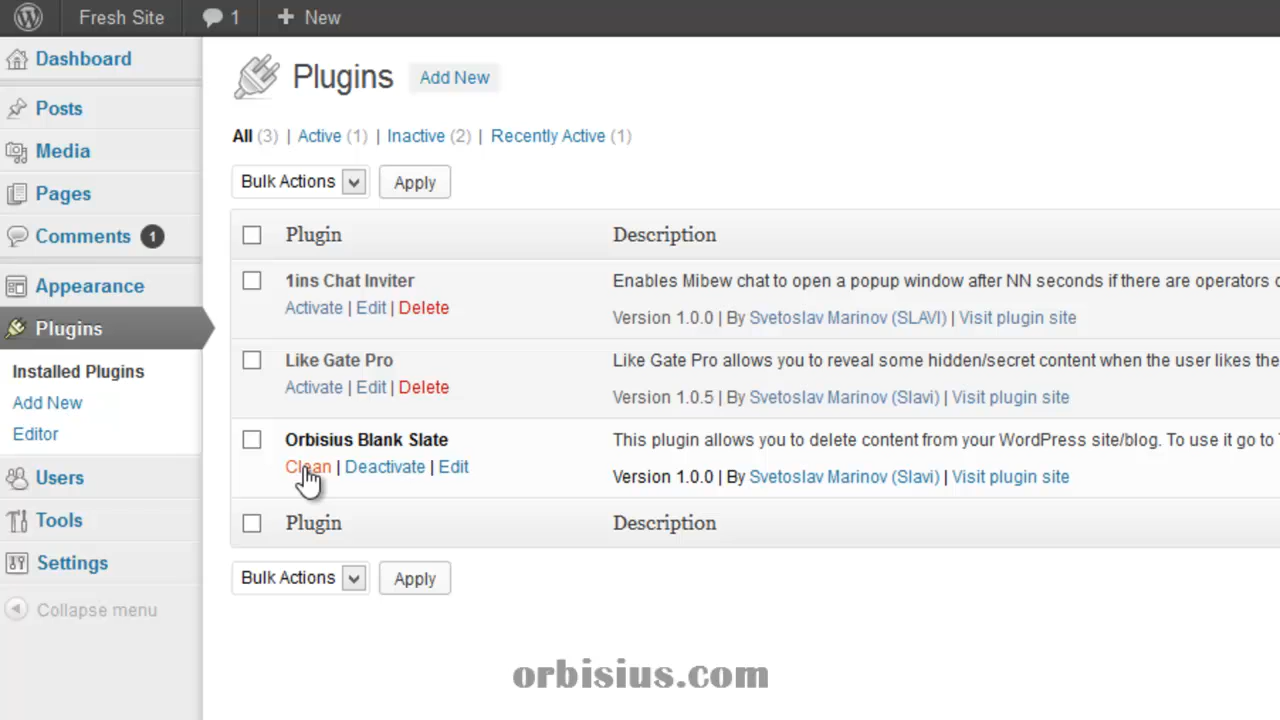 Fresh Site 1 + New
Dashboard
Posts
Media
Pages
Comments 1
Appearance
Plugins
Installed Plugins
Add New
Editor
Users
Tools
Settings
Collapse menu
Plugins Add New
All (3) | Active (1) | Inactive (2) | Recently Active (1)
Bulk Actions Apply
Plugin Description
1ins Chat Inviter Enables Mibew chat to open a popup window after NN seconds if there are operators
Activate | Edit | Delete Version 1.0.0 | By Svetoslav Marinov (SLAVI) | Visit plugin site
Like Gate Pro Like Gate Pro allows you to reveal some hidden/secret content when the user likes the
Activate | Edit | Delete Version 1.0.5 | By Svetoslav Marinov (Slavi) | Visit plugin site
Orbisius Blank Slate This plugin allows you to delete content from your WordPress site/blog. To use it go to
Clean | Deactivate | Edit Version 1.0.0 | By Svetoslav Marinov (Slavi) | Visit plugin site
Plugin Description
Bulk Actions Apply
orbisius.com